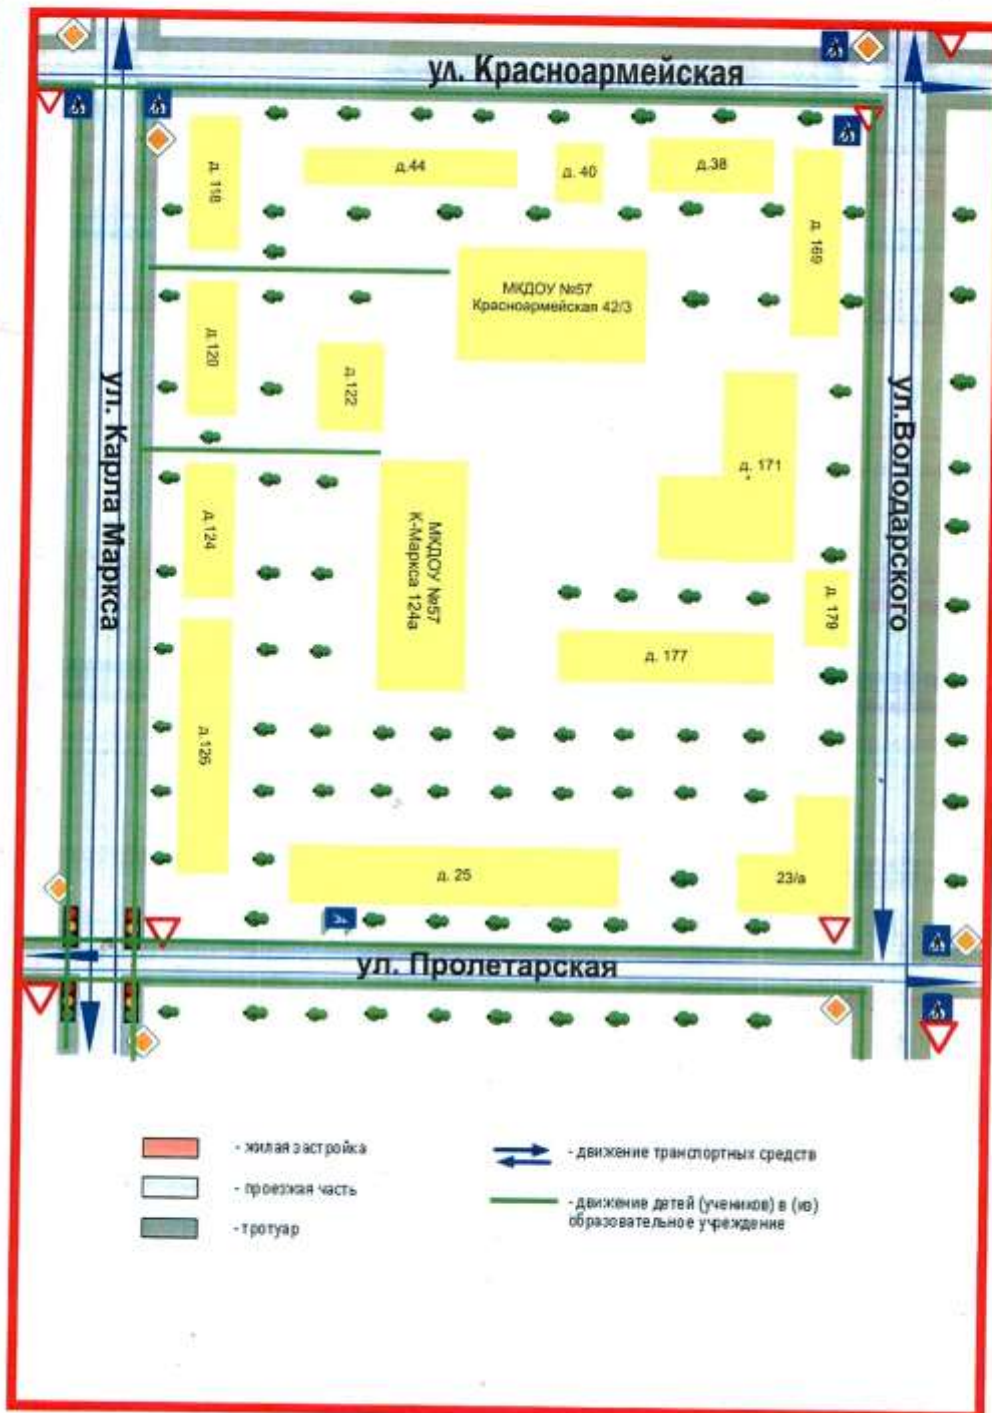 ул. Красноармейская
д. 118
д.44
д. 40
д.38
д. 169
МКДОУ №57
Красноармейская 42/3
д.120
д.122
ул. Карла Маркса
ул.Володарского
д. 171
д.124
МКДОУ №57
К-Маркса 124а
д. 179
д. 177
д.126
д. 25
23/а
ул. Пролетарская
- жилая застройка
- проезжая часть
- тротуар
- движение транспортных средств
- движение детей (учеников) в (из)
образовательное учреждение